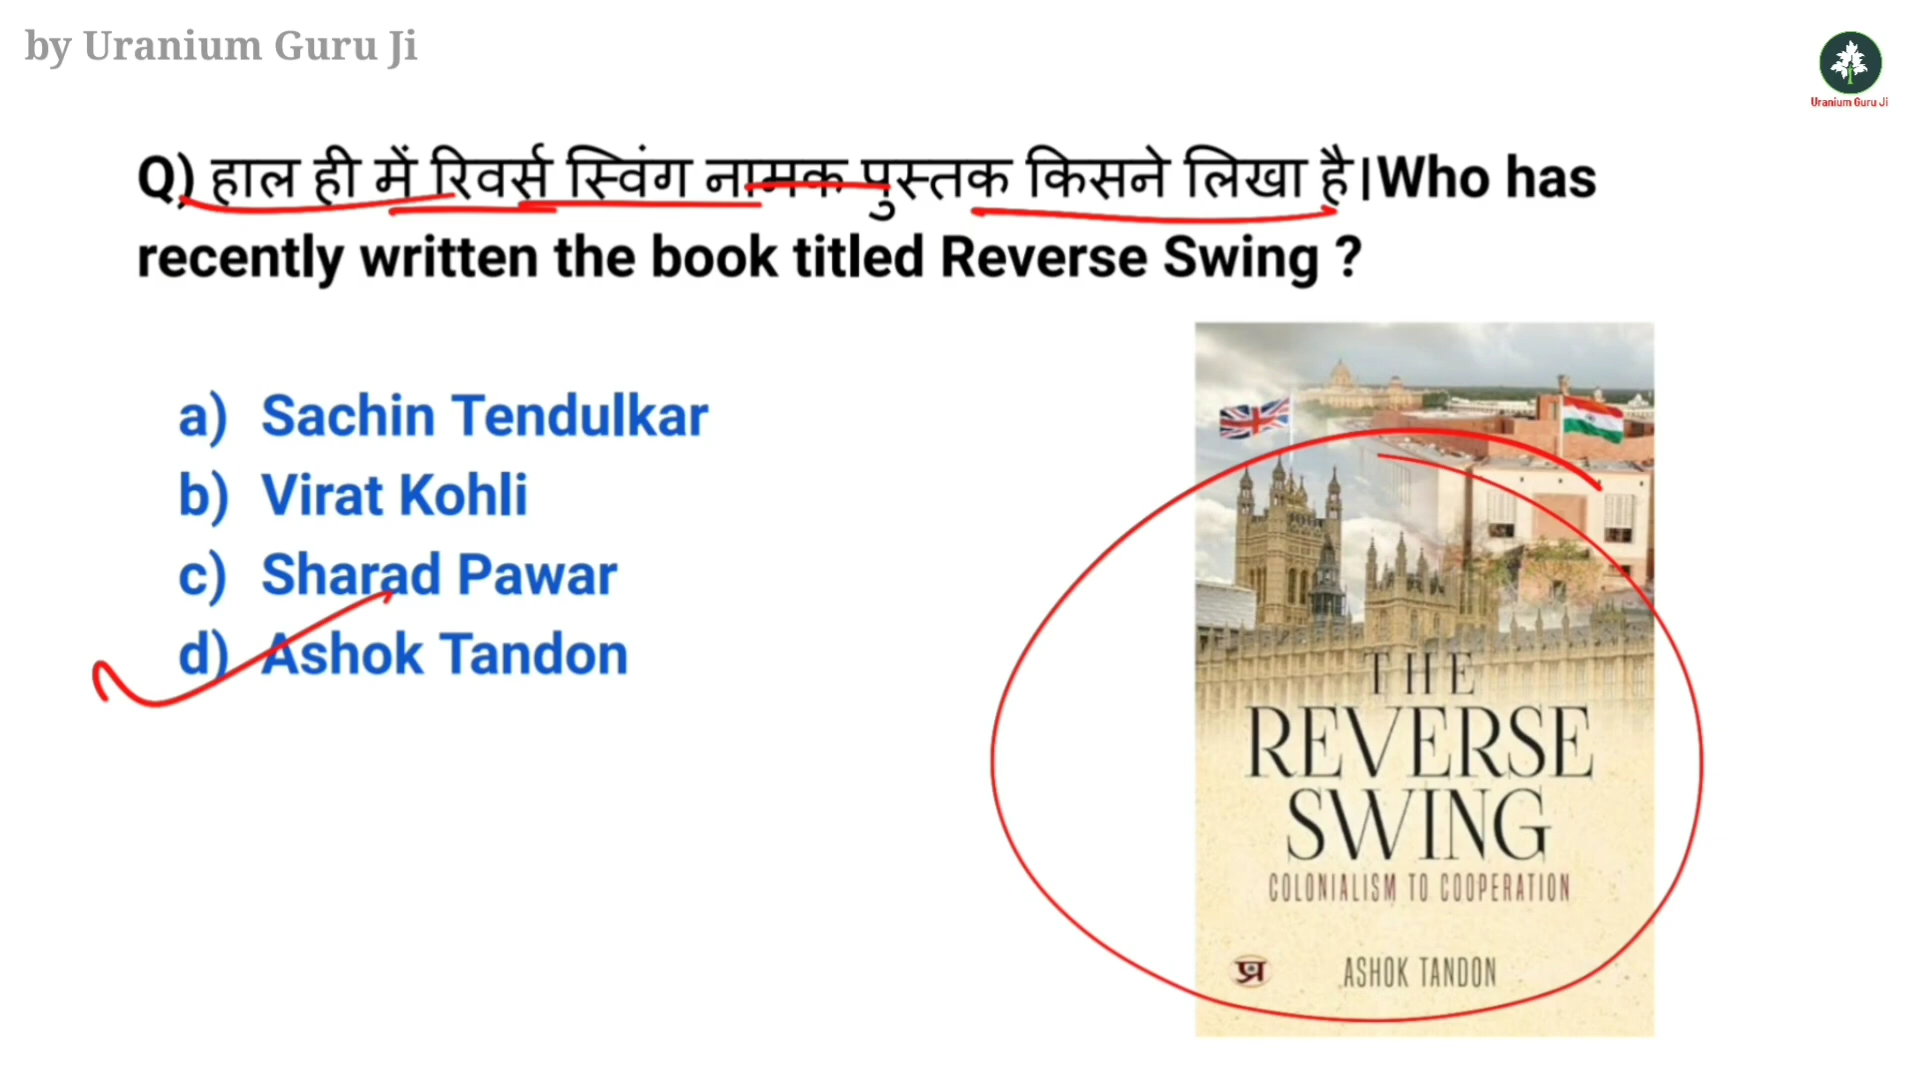 by Uranium Guru Ji
Uranium Guru Ji
Q) हाल ही में रिवर्स स्विंग नामक पुस्तक किसने लिखा है।Who has
recently written the book titled Reverse Swing ?
a) Sachin Tendulkar
b) Virat Kohli
c) Sharad Pawar
d) Ashok Tandon
THE
REVERSE
SWING
COLONIALISM TO COOPERATION
प्र
ASHOK TANDON